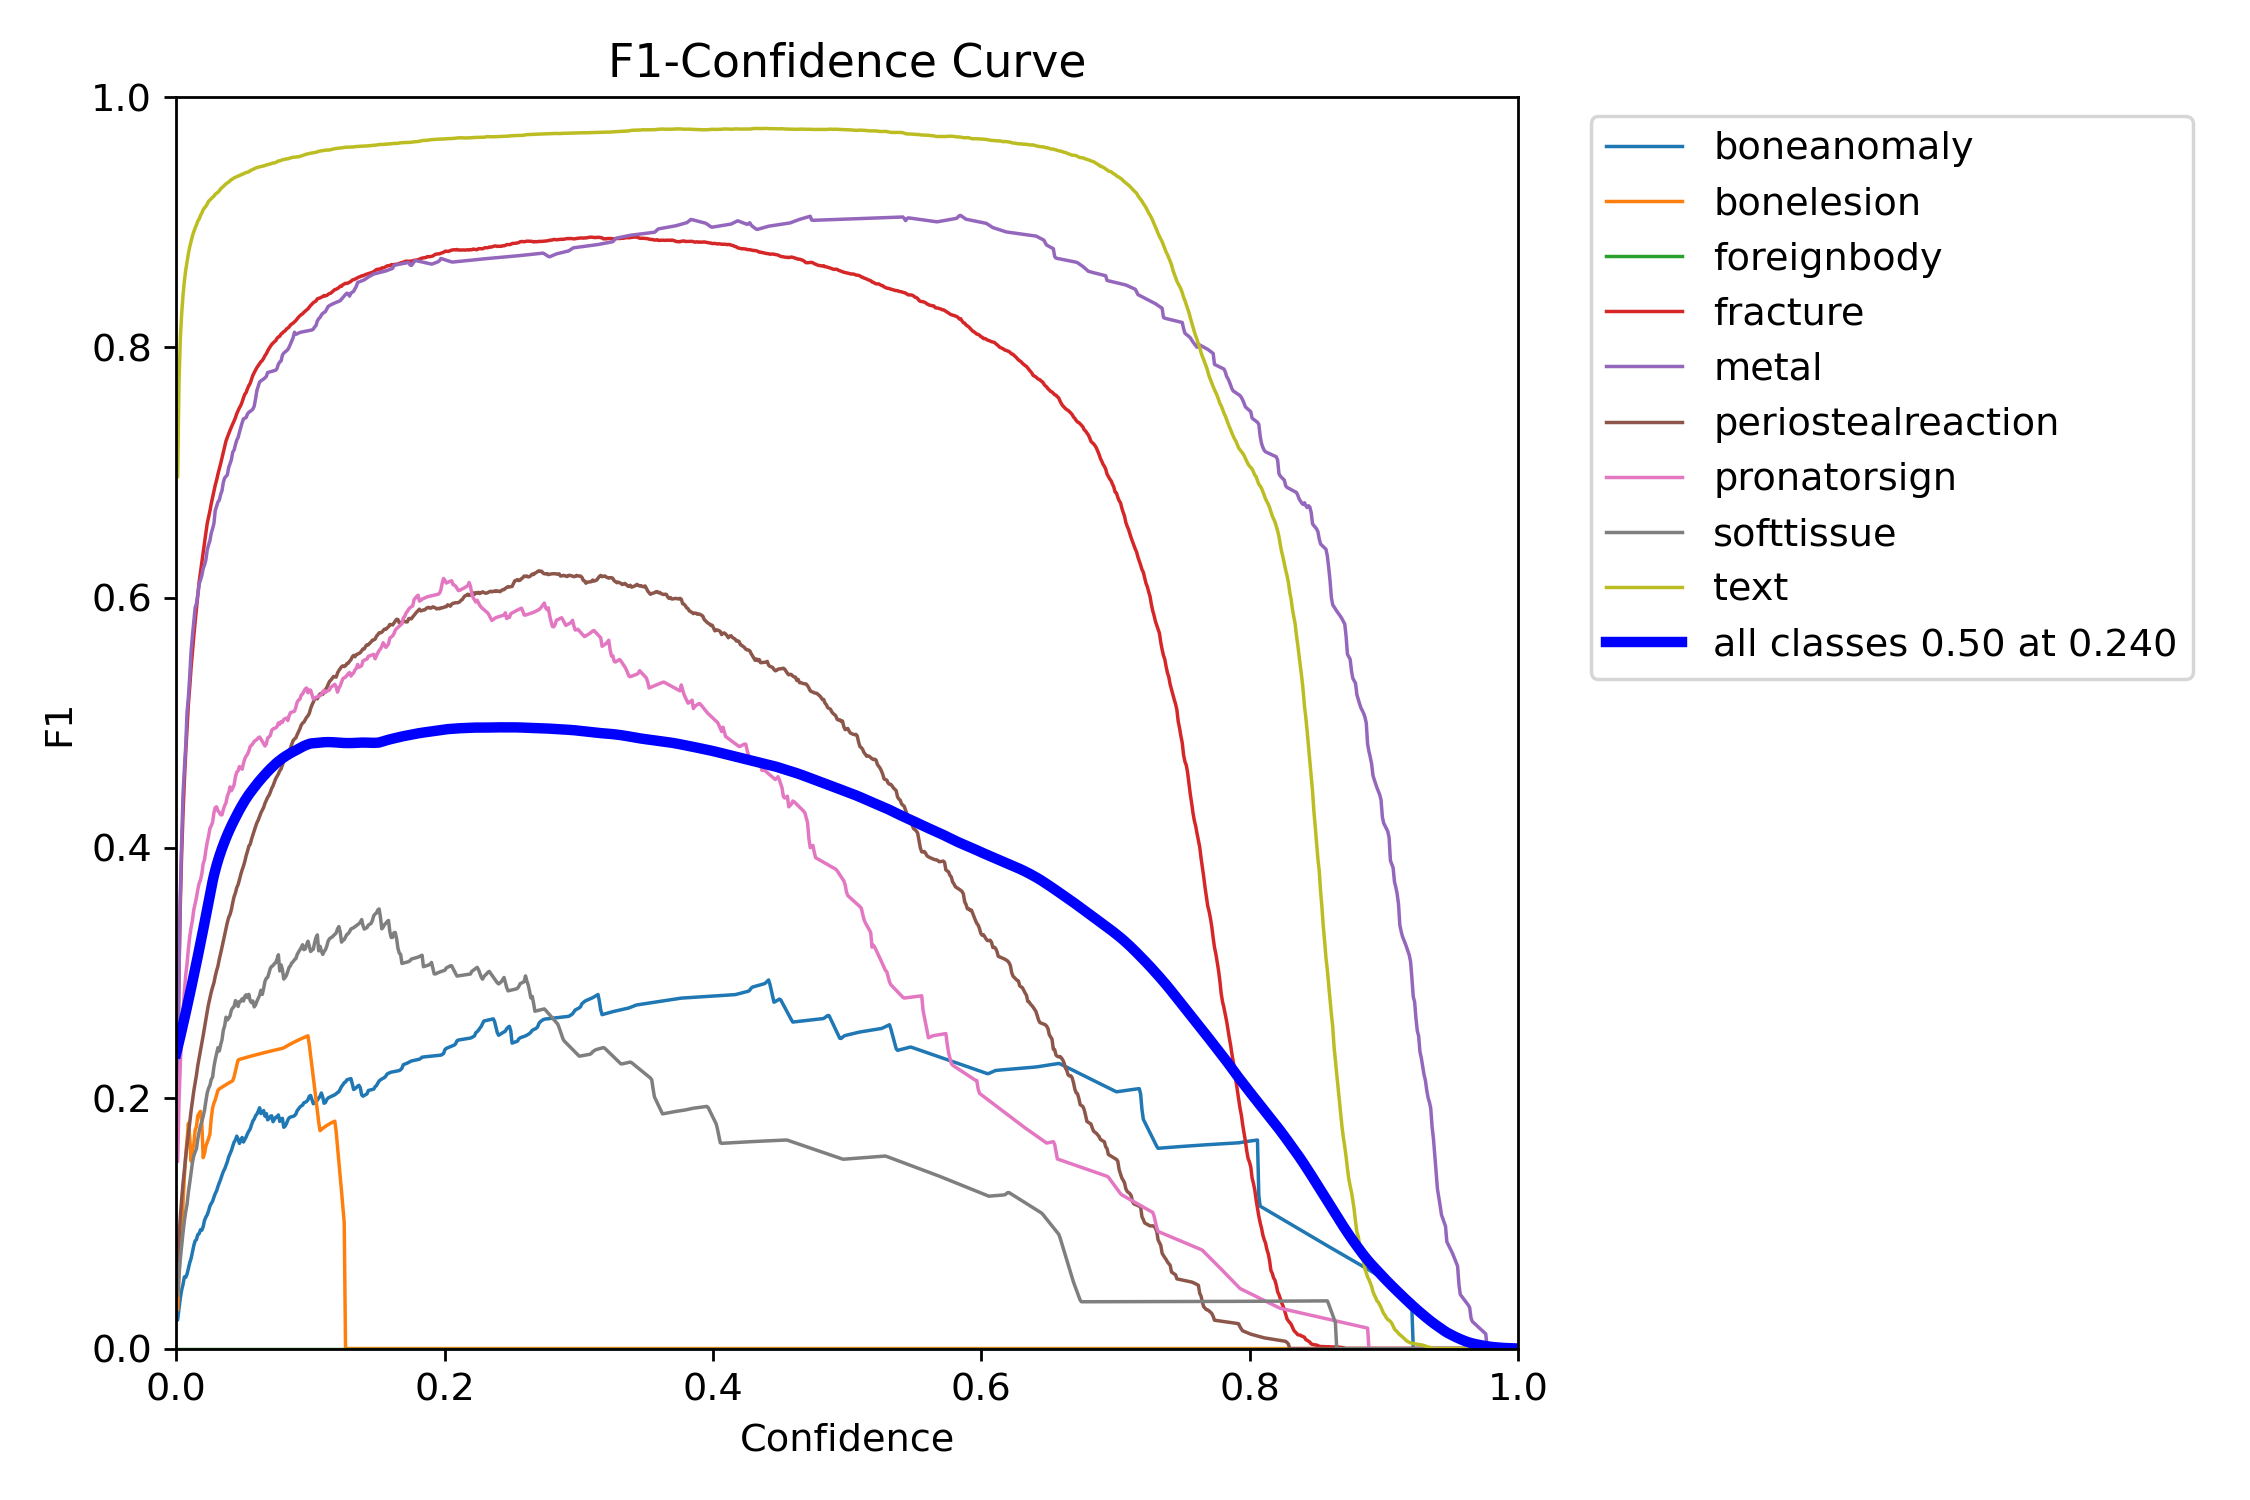 F1-Confidence Curve
1.0
0.8
0.6
0.4
0.2
0.0
F1
0.0 0.2 0.4 0.6 0.8 1.0
Confidence
boneanomaly
bonelesion
foreignbody
fracture
metal
periostealreaction
pronatorsign
softtissue
text
all classes 0.50 at 0.240